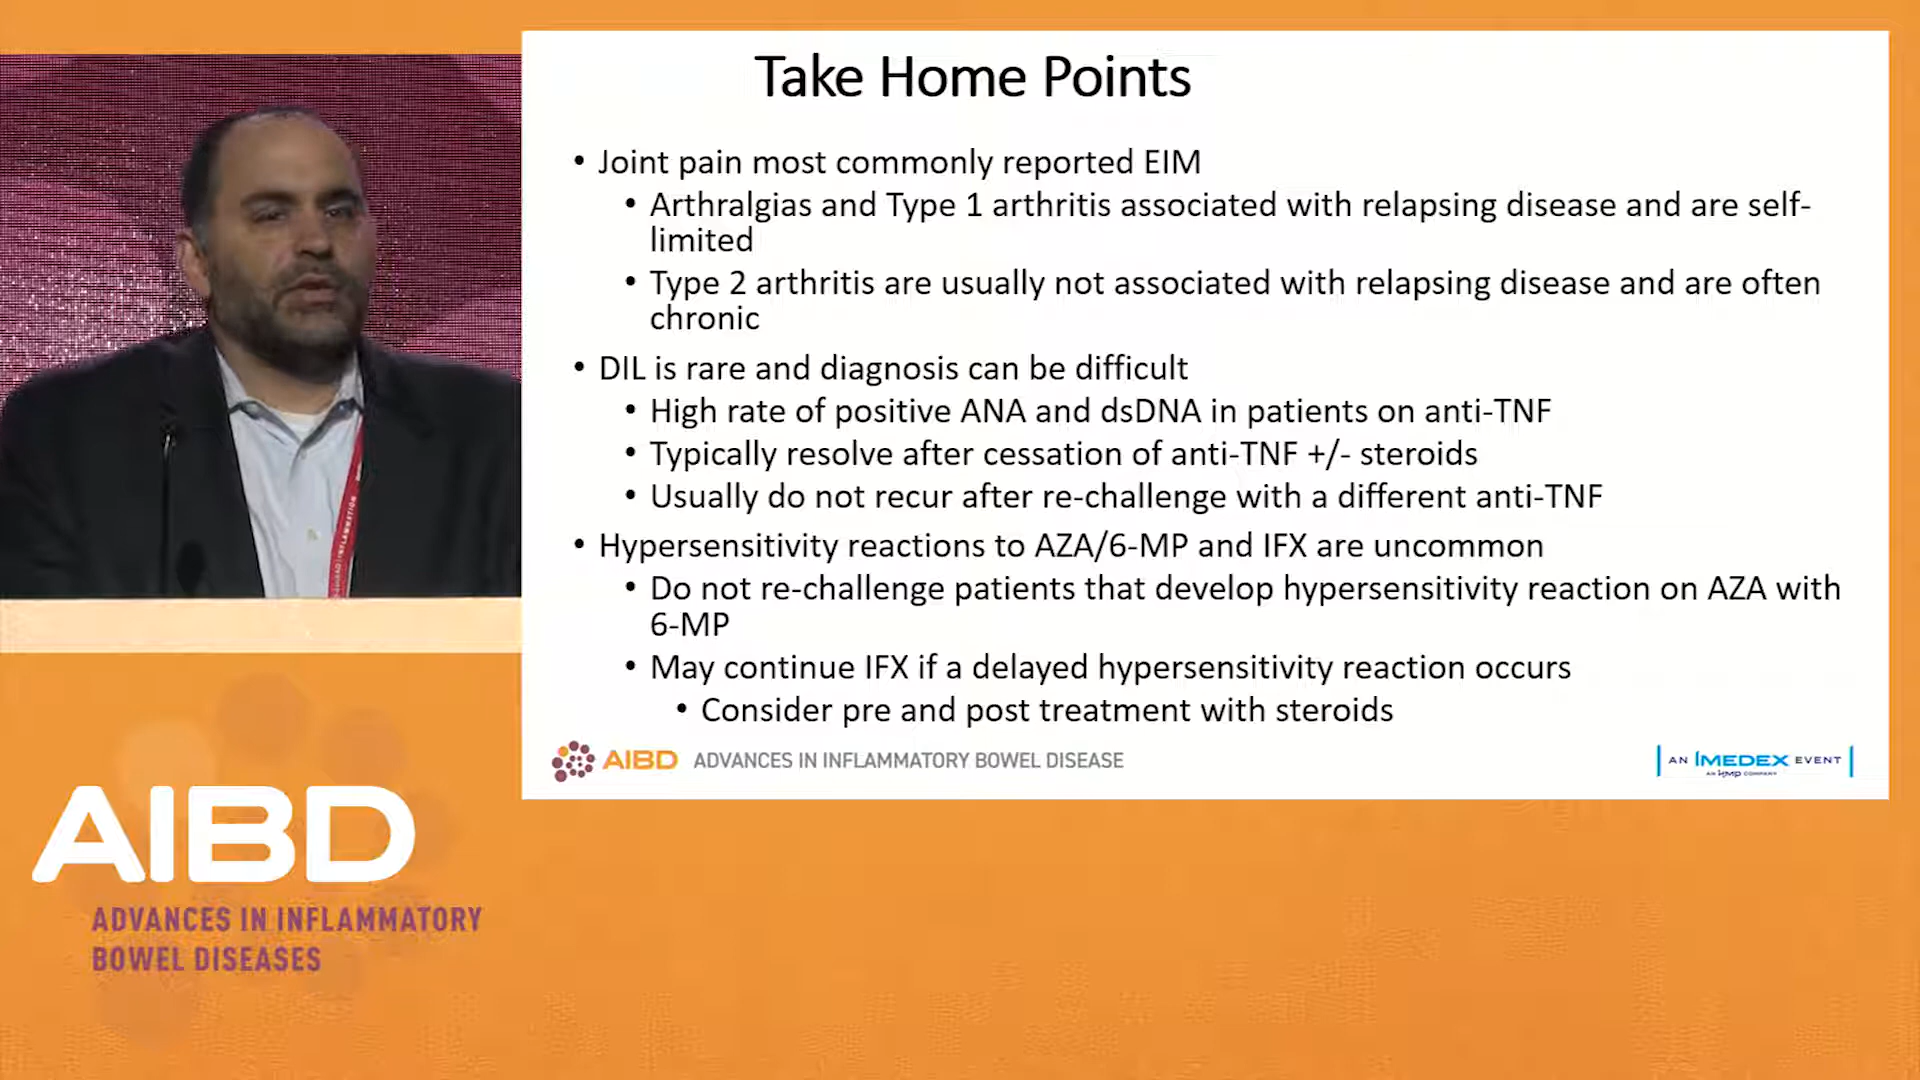 Take Home Points
• Joint pain most commonly reported EIM
• Arthralgias and Type 1 arthritis associated with relapsing disease and are self-
limited
• Type 2 arthritis are usually not associated with relapsing disease and are often
chronic
• DIL is rare and diagnosis can be difficult
• High rate of positive ANA and dsDNA in patients on anti-TNF
• Typically resolve after cessation of anti-TNF +/- steroids
• Usually do not recur after re-challenge with a different anti-TNF
• Hypersensitivity reactions to AZA/6-MP and IFX are uncommon
• Do not re-challenge patients that develop hypersensitivity reaction on AZA with
6-MP
• May continue IFX if a delayed hypersensitivity reaction occurs
• Consider pre and post treatment with steroids
AIBD ADVANCES IN INFLAMMATORY BOWEL DISEASE
AN IMEDEX EVENT
AN hmp COMPANY
AIBD
ADVANCES IN INFLAMMATORY
BOWEL DISEASES